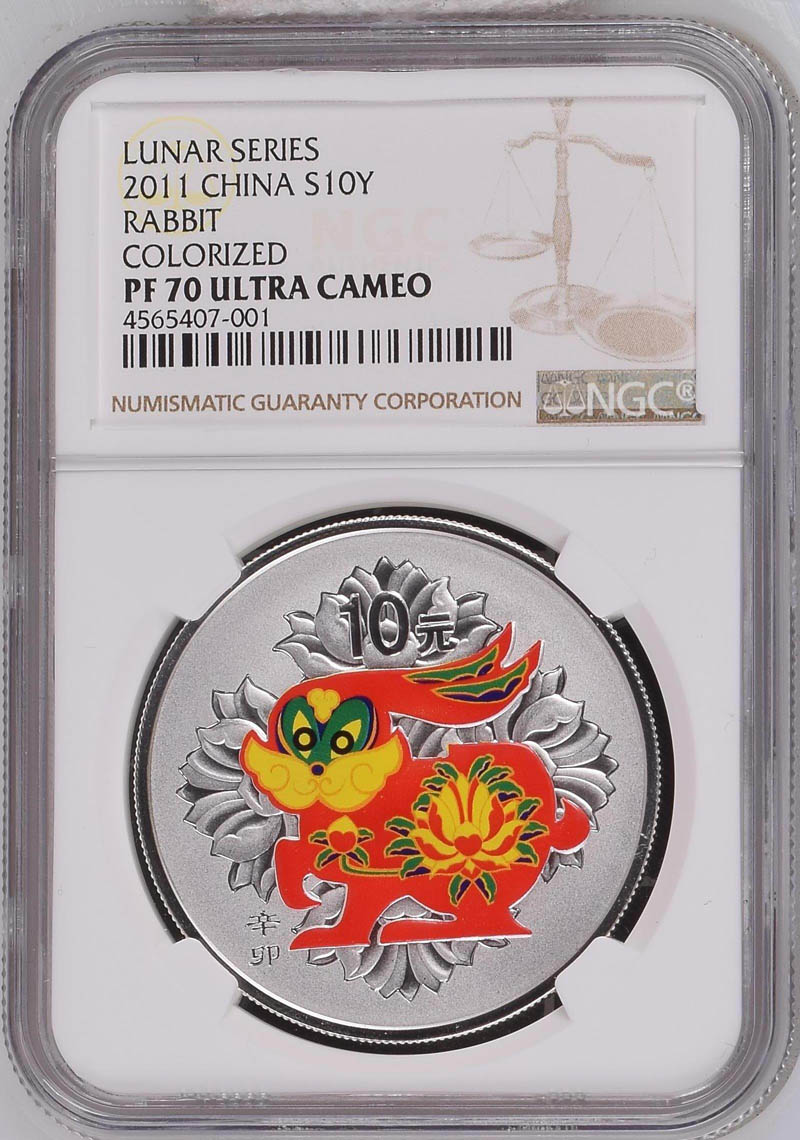 LUNAR SERIES
2011 CHINA S10Y
RABBIT
COLORIZED
PF 70 ULTRA CAMEO
4565407-001
NGC
NUMISMATIC GUARANTY CORPORATION
NGC®
10元
辛
卯